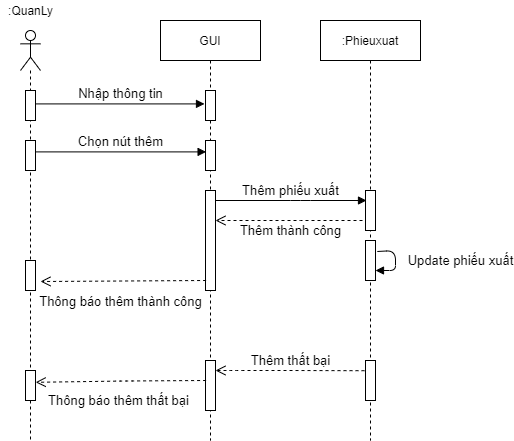 :QuanLy
GUI
:Phieuxuat
Nhập thông tin
Chọn nút thêm
Thêm phiếu xuất
Thêm thành công
Update phiếu xuất
Thông báo thêm thành công
Thêm thất bại
Thông báo thêm thất bại